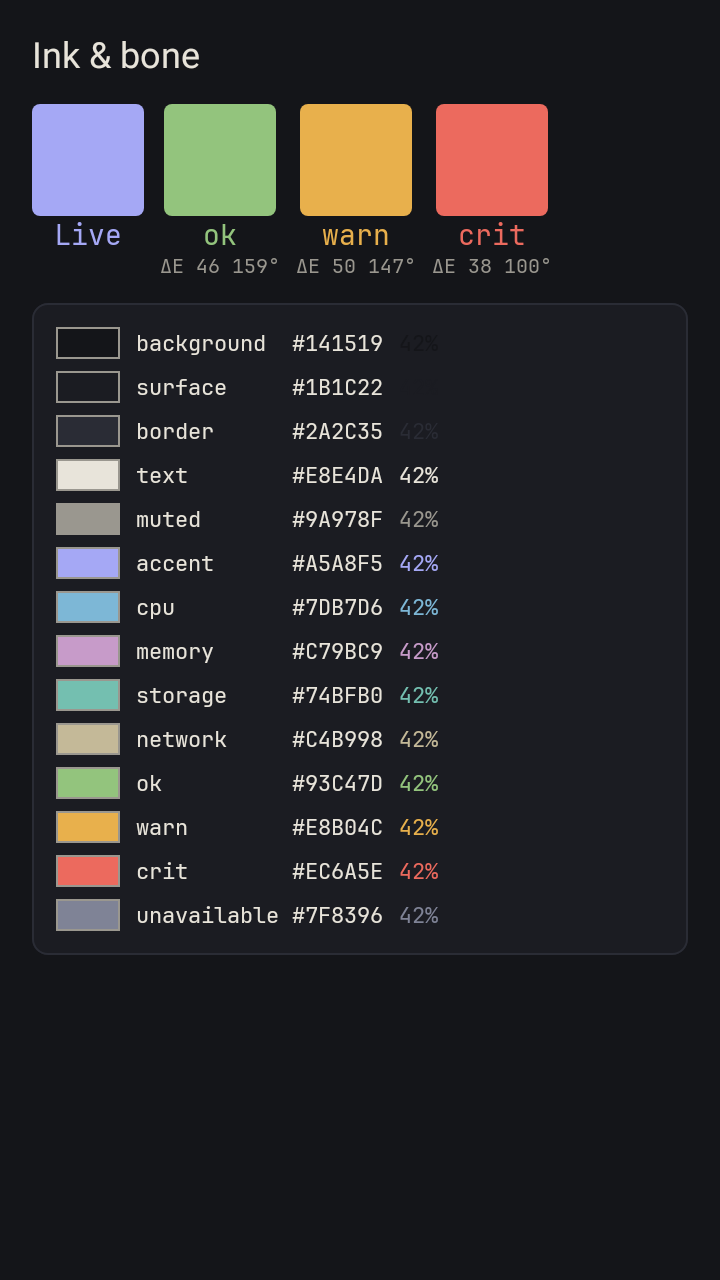 Ink & bone
Live ok warn crit
ΔE 46 159° ΔE 50 147° ΔE 38 100°
background #141519 42%
surface #1B1C22
border #2A2C35 42%
text #E8E4DA 42%
muted #9A978F 42%
accent #A5A8F5 42%
cpu #7DB7D6 42%
memory #C79BC9 42%
storage #74BFB0 42%
network #C4B998 42%
ok #93C47D 42%
warn #E8B04C 42%
crit #EC6A5E 42%
unavailable #7F8396 42%